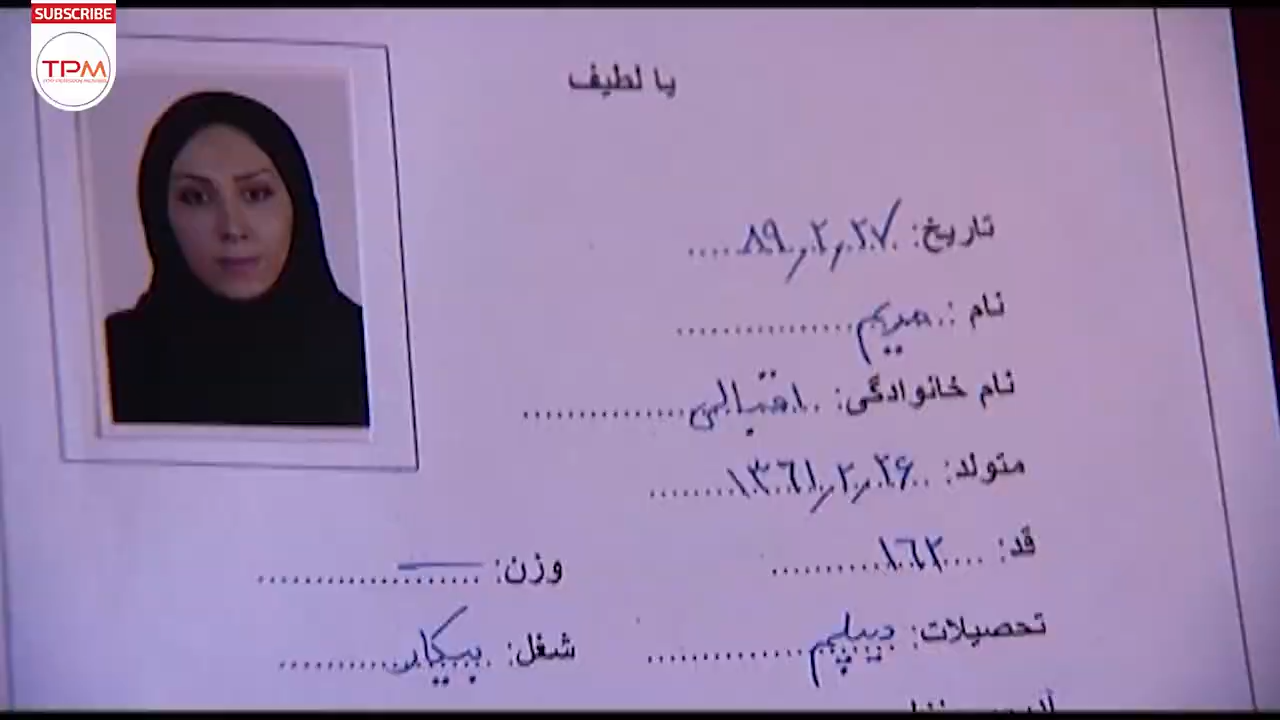 SUBSCRIBE
TPM
یا لطیف
تاریخ: ۸۹,۲,۲۷
نام: مریم
نام خانوادگی: اقبالی
متولد: ۱۳۶۱,۲,۲۶
قد: ۱۶۲
وزن: —
تحصیلات: دیپلم
شغل: بیکار